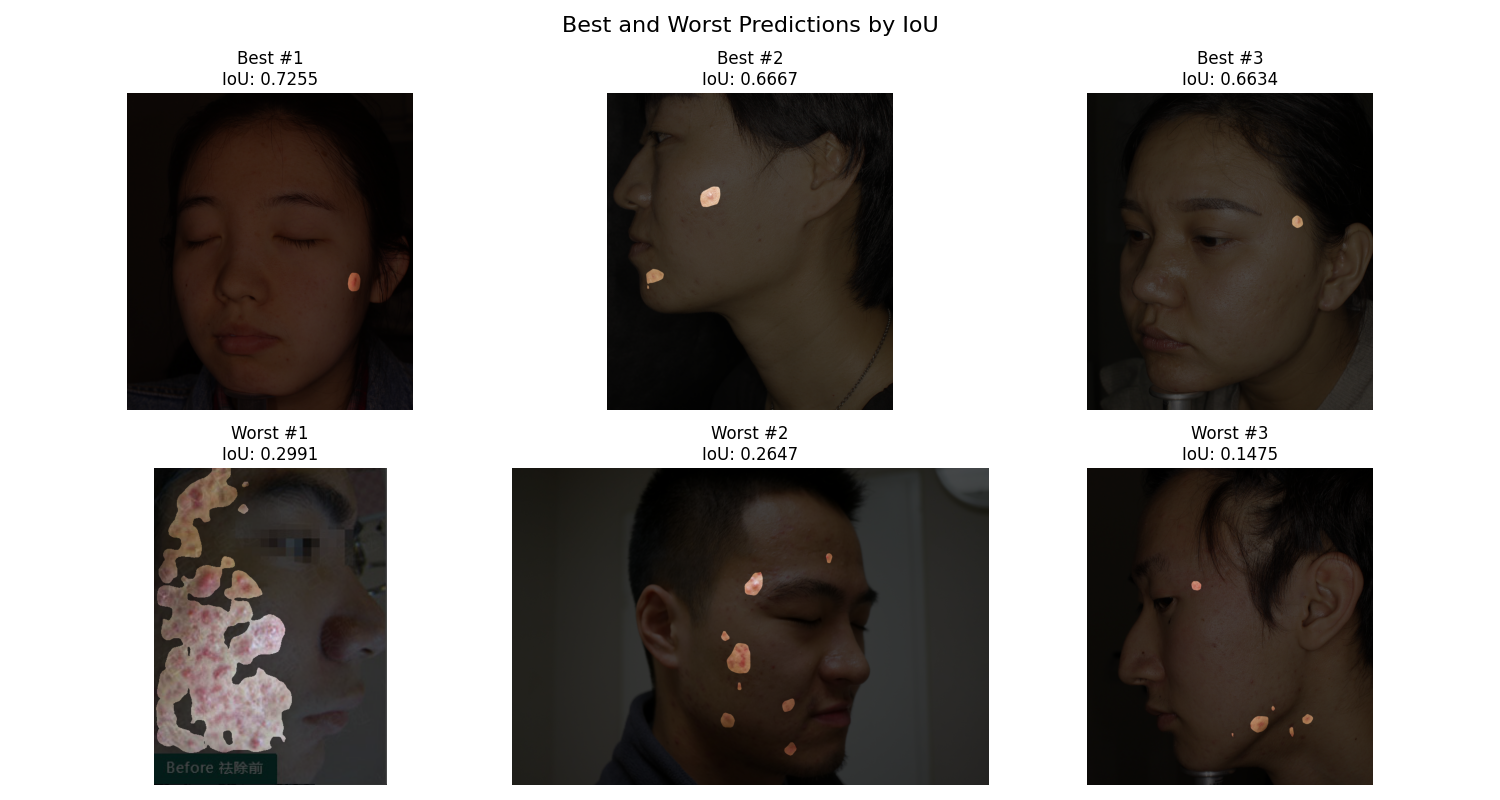 Best and Worst Predictions by IoU
Best #1
IoU: 0.7255
Best #2
IoU: 0.6667
Best #3
IoU: 0.6634
Worst #1
IoU: 0.2991
Worst #2
IoU: 0.2647
Worst #3
IoU: 0.1475
Before 祛除前